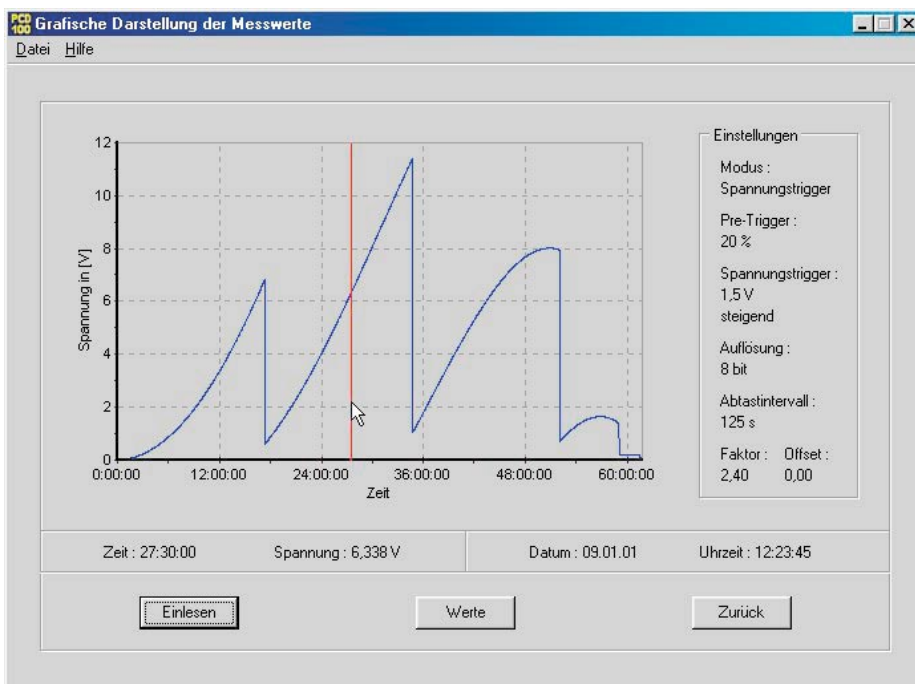 PCD
100
Grafische Darstellung der Messwerte
Datei Hilfe
12
10
8
6
4
2
0
Spannung in [V]
0:00:00 12:00:00 24:00:00 36:00:00 48:00:00 60:00:00
Zeit
Einstellungen
Modus :
Spannungstrigger
Pre-Trigger :
20 %
Spannungstrigger :
1,5 V
steigend
Auflösung :
8 bit
Abtastintervall :
125 s
Faktor : Offset :
2,40 0,00
Zeit : 27:30:00 Spannung : 6,338 V Datum : 09.01.01 Uhrzeit : 12:23:45
Einlesen Werte Zurück